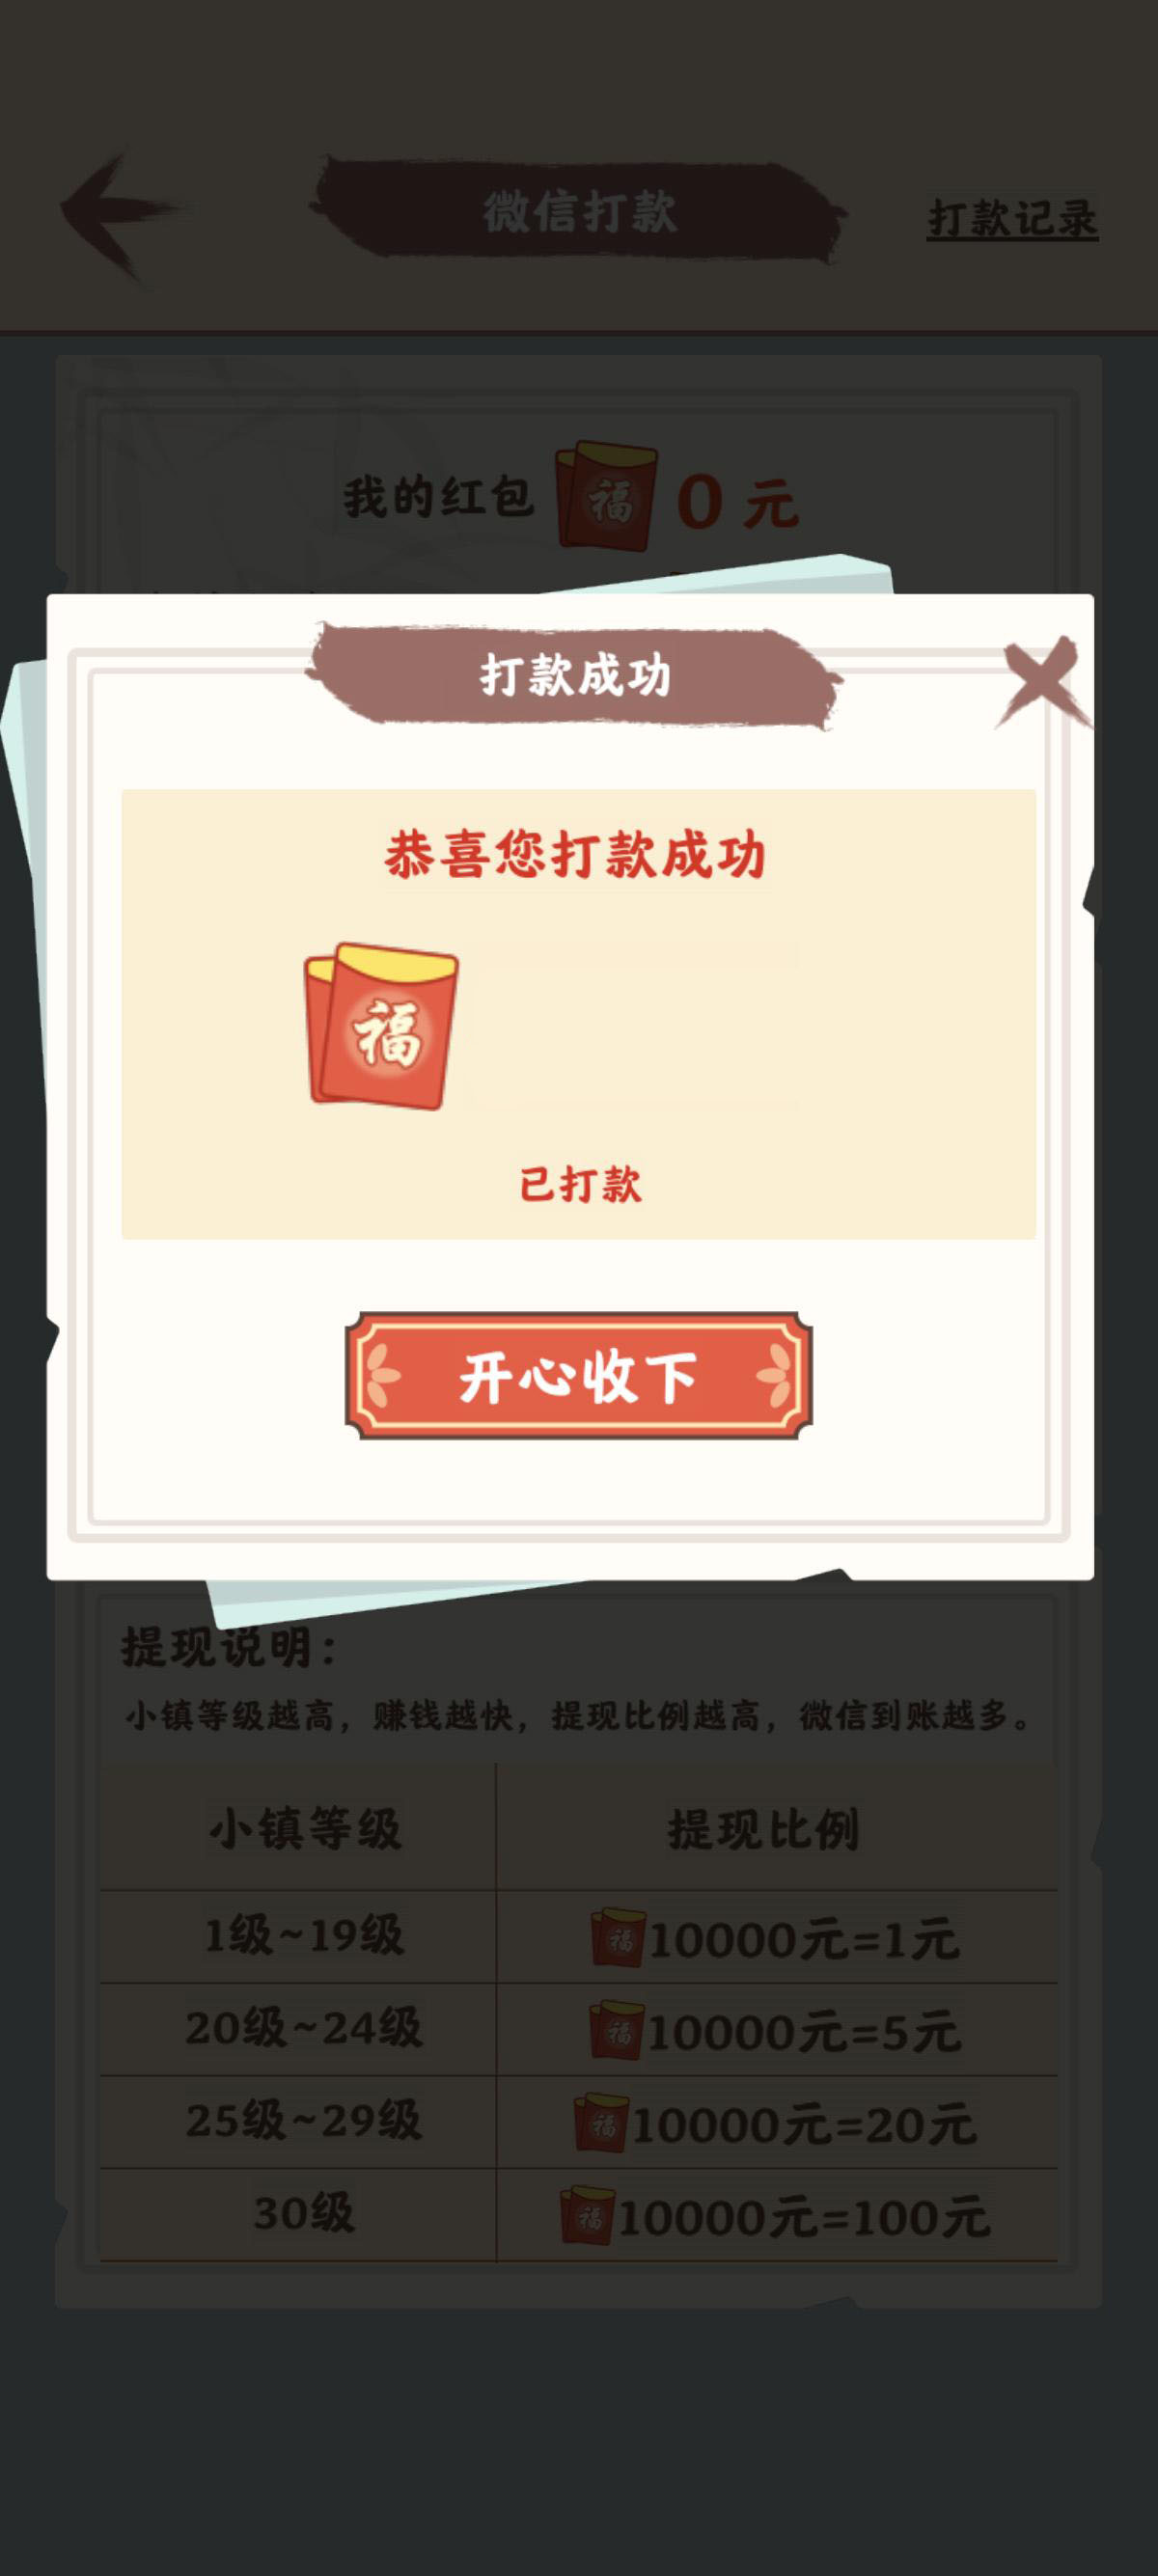 微信打款
打款记录
我的红包 福 0 元
打款成功
恭喜您打款成功
福
已打款
开心收下
提现说明：
小镇等级越高，赚钱越快，提现比例越高，微信到账越多。
小镇等级 提现比例
1级~19级 福10000元=1元
20级~24级 福10000元=5元
25级~29级 福10000元=20元
30级 福10000元=100元